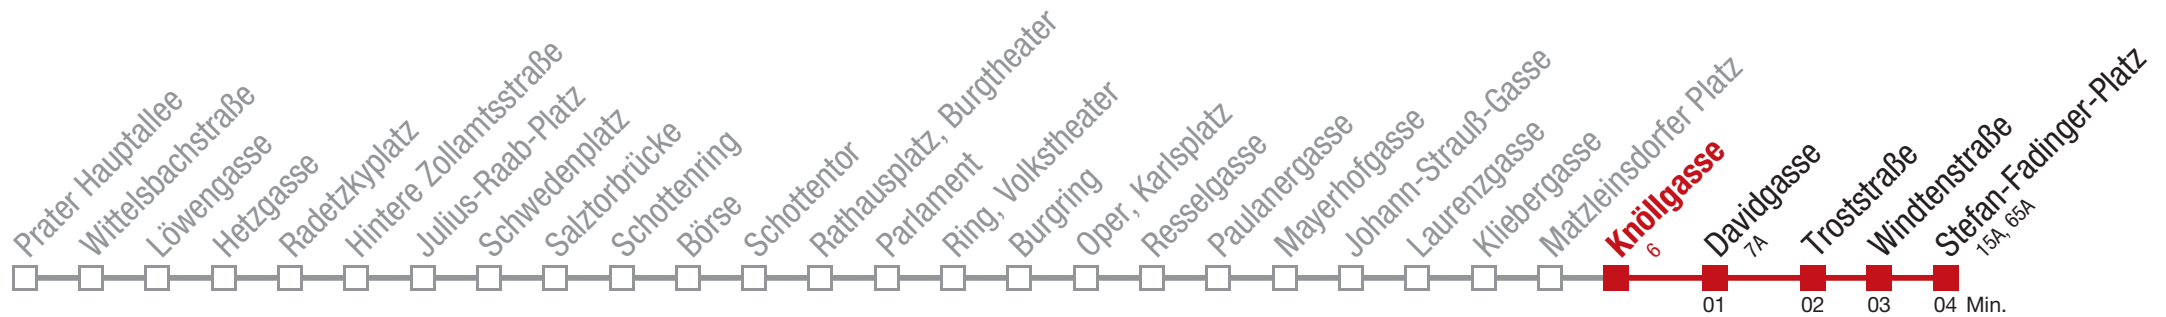 Prater Hauptallee
Wittelsbachstraße
Löwengasse
Hetzgasse
Radetzkyplatz
Hintere Zollamtsstraße
Julius-Raab-Platz
Schwedenplatz
Salztorbrücke
Schottenring
Börse
Schottentor
Rathausplatz, Burgtheater
Parlament
Ring, Volkstheater
Burgring
Oper, Karlsplatz
Resselgasse
Paulanergasse
Mayerhofgasse
Johann-Strauß-Gasse
Laurenzgasse
Kliebergasse
Matzleinsdorfer Platz
Knöllgasse
6
Davidgasse
7A
Troststraße
Windtenstraße
Stefan-Fadinger-Platz
15A, 65A
01 02 03 04 Min.